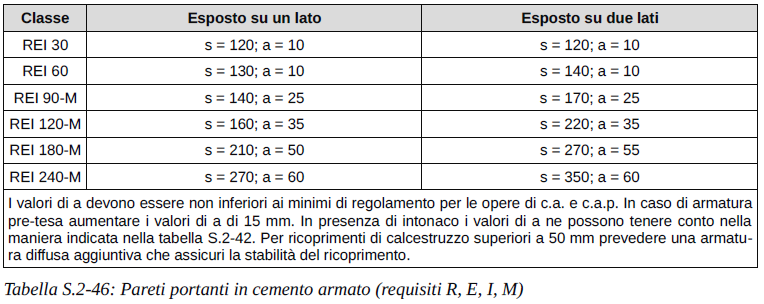 Classe Esposto su un lato Esposto su due lati
REI 30 s = 120; a = 10 s = 120; a = 10
REI 60 s = 130; a = 10 s = 140; a = 10
REI 90-M s = 140; a = 25 s = 170; a = 25
REI 120-M s = 160; a = 35 s = 220; a = 35
REI 180-M s = 210; a = 50 s = 270; a = 55
REI 240-M s = 270; a = 60 s = 350; a = 60
I valori di a devono essere non inferiori ai minimi di regolamento per le opere di c.a. e c.a.p. In caso di armatura
pre-tesa aumentare i valori di a di 15 mm. In presenza di intonaco i valori di a ne possono tenere conto nella
maniera indicata nella tabella S.2-42. Per ricoprimenti di calcestruzzo superiori a 50 mm prevedere una armatu-
ra diffusa aggiuntiva che assicuri la stabilità del ricoprimento.
Tabella S.2-46: Pareti portanti in cemento armato (requisiti R, E, I, M)